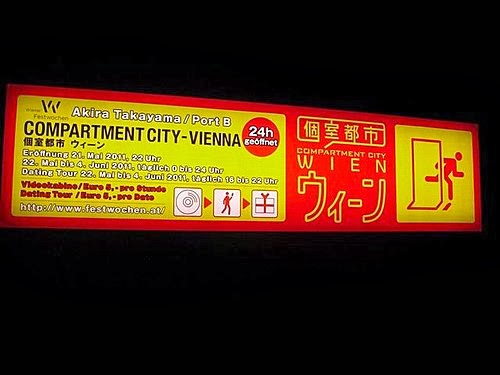 Wiener
Festwochen
Akira Takayama / Port B
COMPARTMENT CITY - VIENNA
個室都市 ウィーン
24h
geöffnet
Eröffnung 21. Mai 2011, 22 Uhr
22. Mai bis 4. Juni 2011, täglich 0 bis 24 Uhr
Dating Tour 22. Mai bis 4. Juni 2011, täglich 16 bis 22 Uhr
Videokabine / Euro 5,- pro Stunde
Dating Tour / Euro 5,- pro Date
http://www.festwochen.at/
個室都市
COMPARTMENT CITY
WIEN
ウィーン